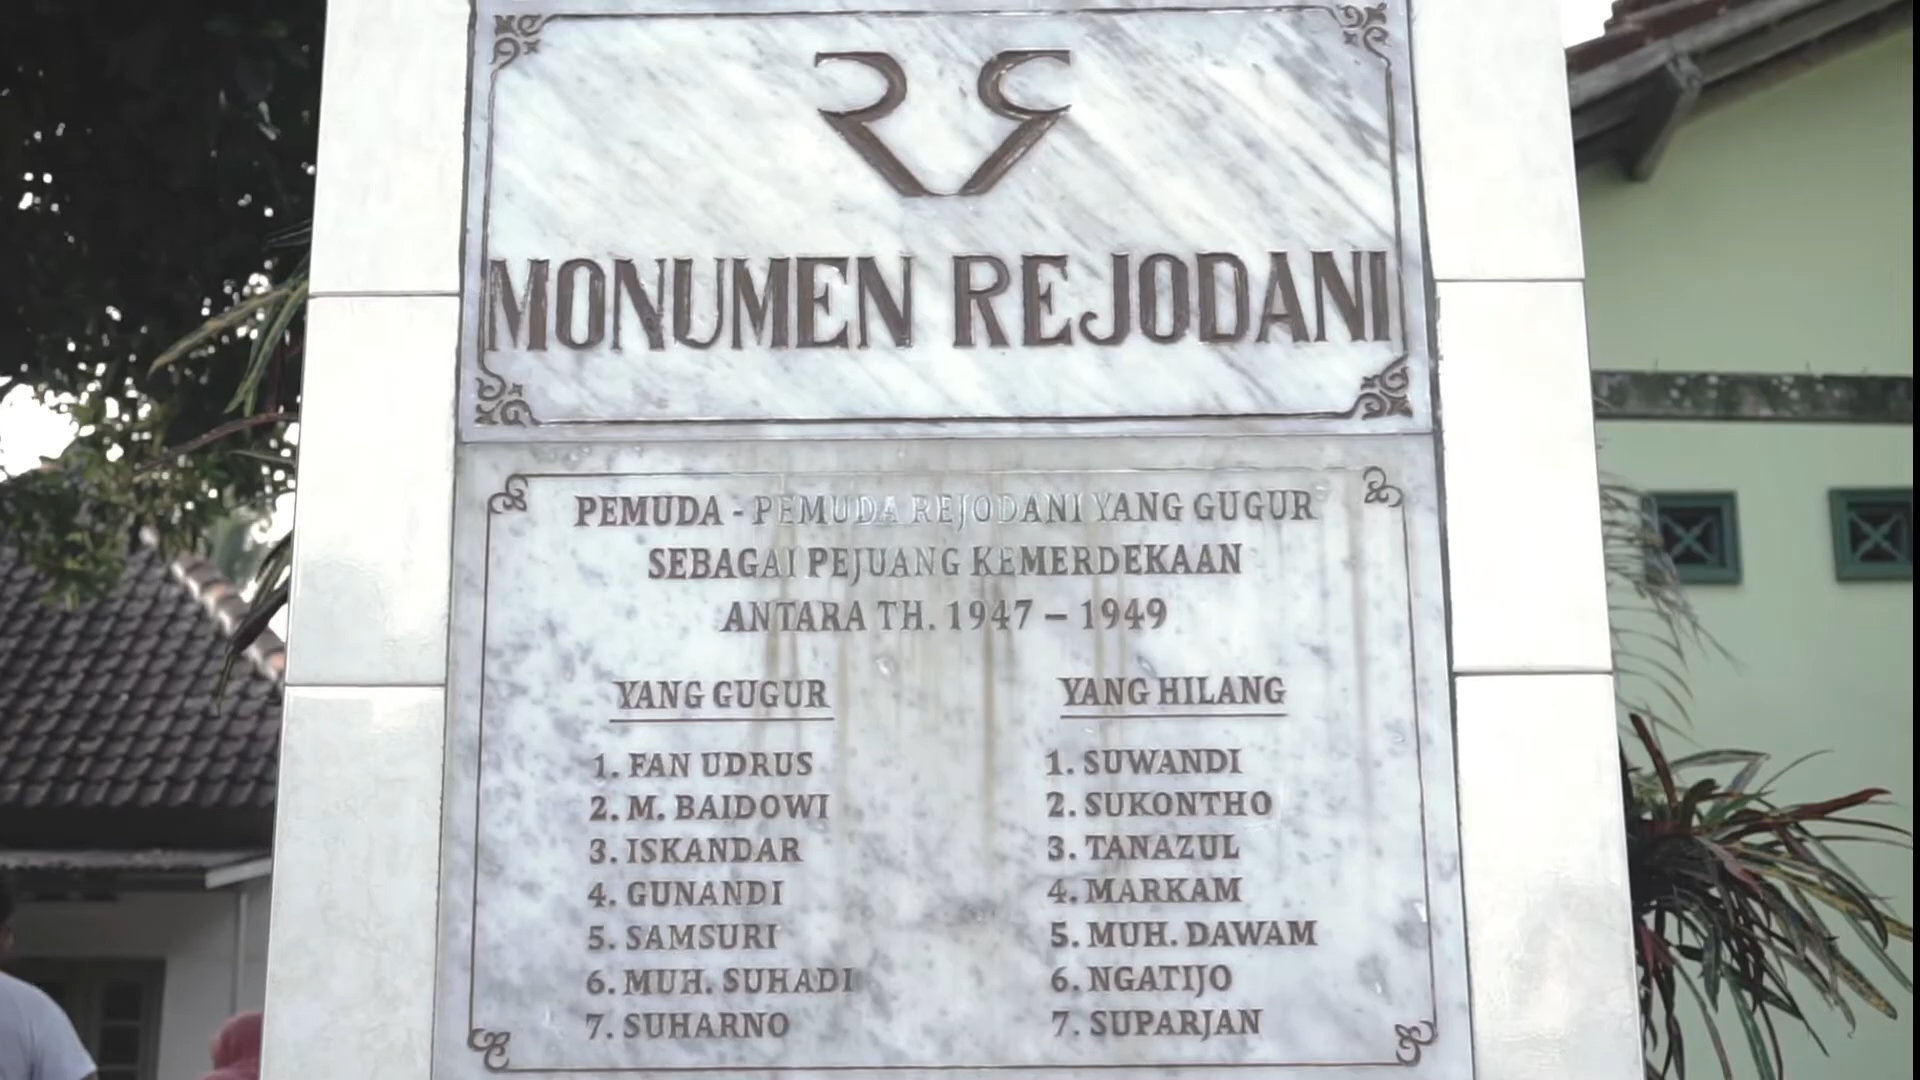 MONUMEN REJODANI
PEMUDA - PEMUDA REJODANI YANG GUGUR
SEBAGAI PEJUANG KEMERDEKAAN
ANTARA TH. 1947 – 1949
YANG GUGUR
1. FAN UDRUS
2. M. BAIDOWI
3. ISKANDAR
4. GUNANDI
5. SAMSURI
6. MUH. SUHADI
7. SUHARNO
YANG HILANG
1. SUWANDI
2. SUKONTHO
3. TANAZUL
4. MARKAM
5. MUH. DAWAM
6. NGATIJO
7. SUPARJAN